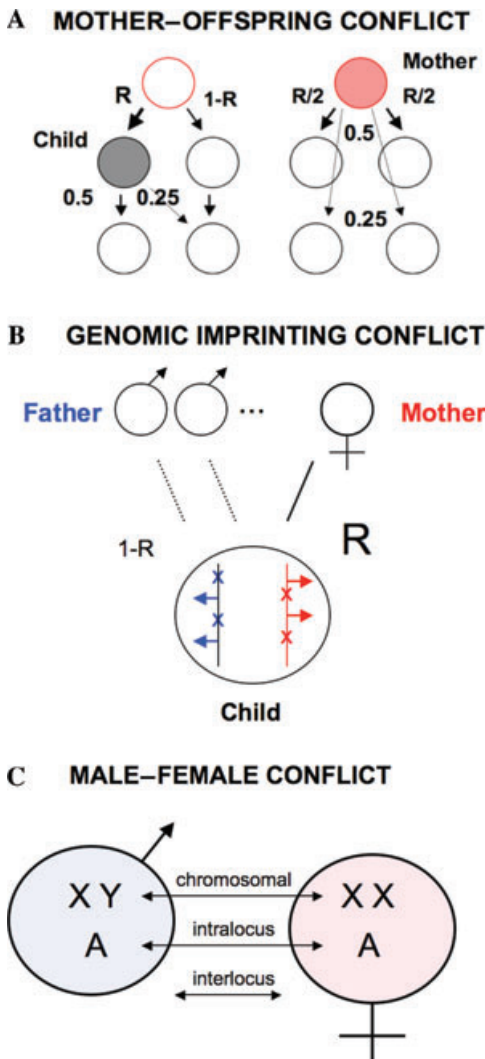 A MOTHER–OFFSPRING CONFLICT
Mother
R 1-R R/2 R/2
Child 0.5
0.5 0.25 0.25
B GENOMIC IMPRINTING CONFLICT
Father ... Mother
1-R R
x x
x x
Child
C MALE–FEMALE CONFLICT
X Y chromosomal X X
A intralocus A
interlocus